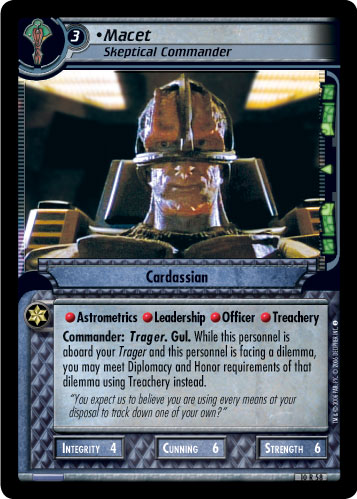 3 •Macet
Skeptical Commander
Cardassian
Astrometrics Leadership Officer Treachery
Commander: Trager. Gul. While this personnel is
aboard your Trager and this personnel is facing a dilemma,
you may meet Diplomacy and Honor requirements of that
dilemma using Treachery instead.
"You expect us to believe you are using every means at your
disposal to track down one of your own?"
INTEGRITY 4 CUNNING 6 STRENGTH 6
10 R 58